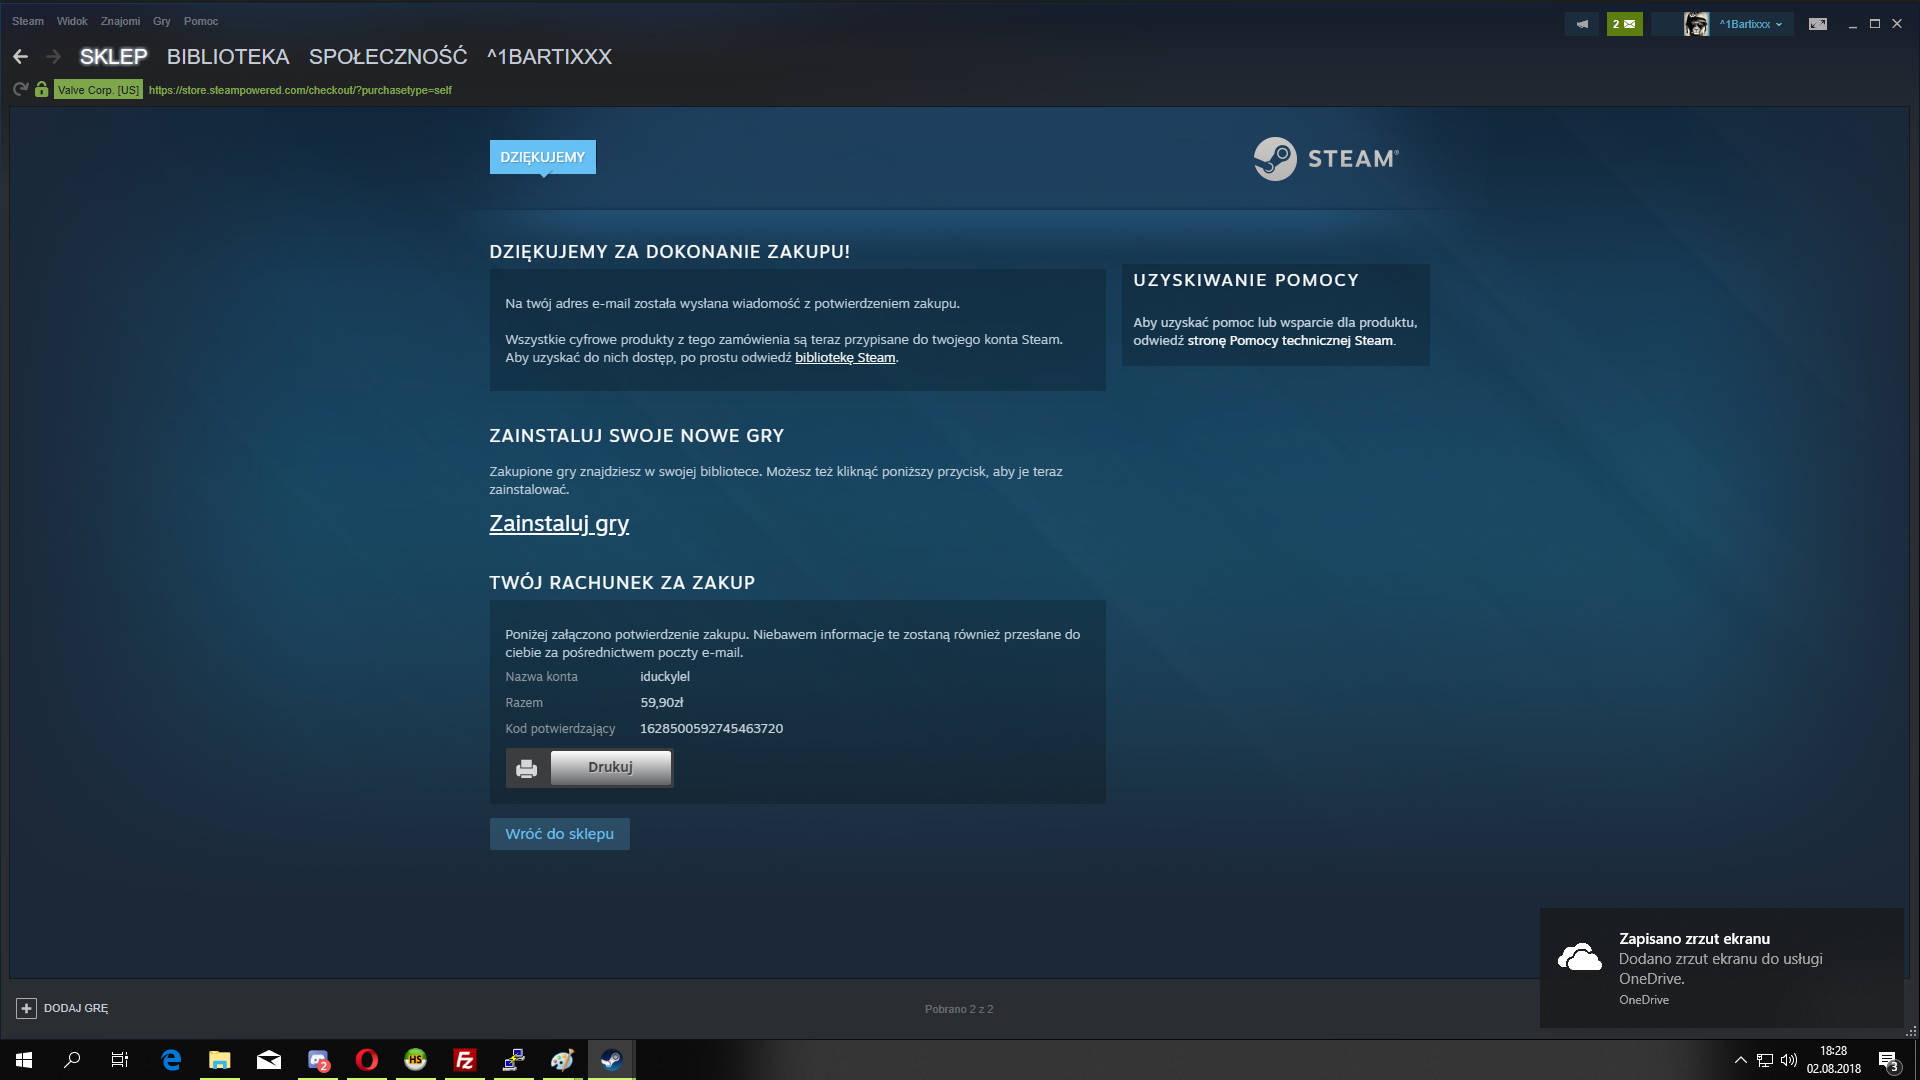 Steam Widok Znajomi Gry Pomoc
2
^1Bartixxx
SKLEP BIBLIOTEKA SPOŁECZNOŚĆ ^1BARTIXXX
Valve Corp. [US] https://store.steampowered.com/checkout/?purchasetype=self
DZIĘKUJEMY
STEAM®
DZIĘKUJEMY ZA DOKONANIE ZAKUPU!
Na twój adres e-mail została wysłana wiadomość z potwierdzeniem zakupu.
Wszystkie cyfrowe produkty z tego zamówienia są teraz przypisane do twojego konta Steam.
Aby uzyskać do nich dostęp, po prostu odwiedź bibliotekę Steam.
UZYSKIWANIE POMOCY
Aby uzyskać pomoc lub wsparcie dla produktu,
odwiedź stronę Pomocy technicznej Steam.
ZAINSTALUJ SWOJE NOWE GRY
Zakupione gry znajdziesz w swojej bibliotece. Możesz też kliknąć poniższy przycisk, aby je teraz
zainstalować.
Zainstaluj gry
TWÓJ RACHUNEK ZA ZAKUP
Poniżej załączono potwierdzenie zakupu. Niebawem informacje te zostaną również przesłane do
ciebie za pośrednictwem poczty e-mail.
Nazwa konta iduckylel
Razem 59,90zł
Kod potwierdzający 1628500592745463720
Drukuj
Wróć do sklepu
Zapisano zrzut ekranu
Dodano zrzut ekranu do usługi
OneDrive.
OneDrive
DODAJ GRĘ
Pobrano 2 z 2
2
HS
FZ
18:28
02.08.2018
3